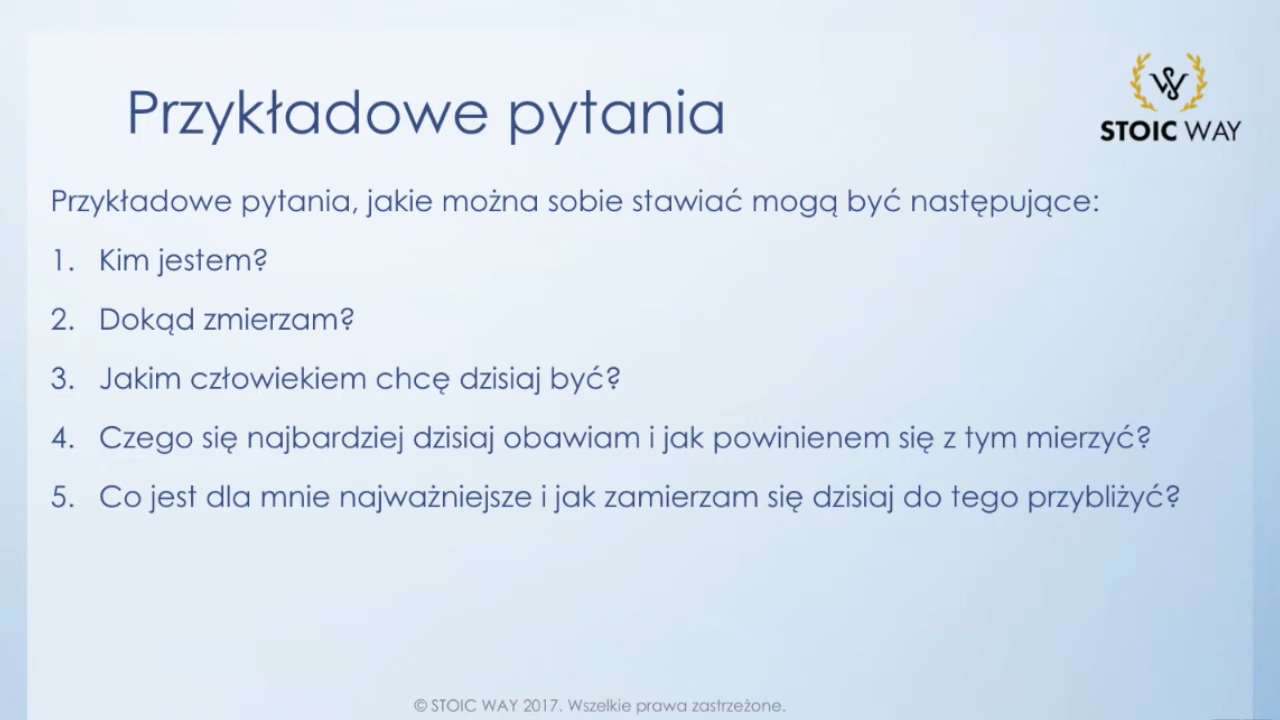 Przykładowe pytania
STOIC WAY
Przykładowe pytania, jakie można sobie stawiać mogą być następujące:
1. Kim jestem?
2. Dokąd zmierzam?
3. Jakim człowiekiem chcę dzisiaj być?
4. Czego się najbardziej dzisiaj obawiam i jak powinienem się z tym mierzyć?
5. Co jest dla mnie najważniejsze i jak zamierzam się dzisiaj do tego przybliżyć?
© STOIC WAY 2017. Wszelkie prawa zastrzeżone.